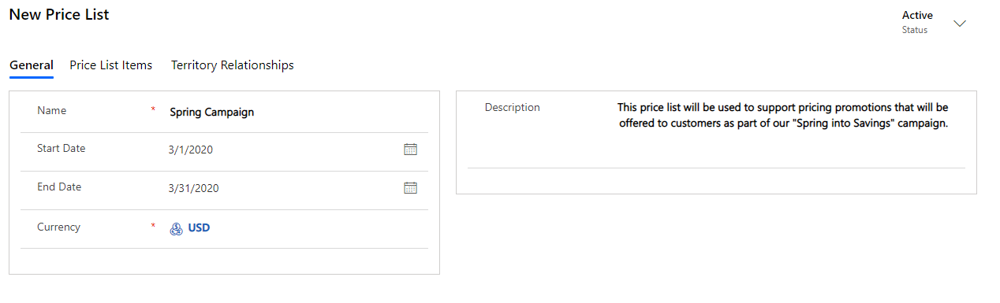 New Price List
Active
Status
General Price List Items Territory Relationships
Name * Spring Campaign
Start Date 3/1/2020
End Date 3/31/2020
Currency * USD
Description This price list will be used to support pricing promotions that will be
offered to customers as part of our "Spring into Savings" campaign.